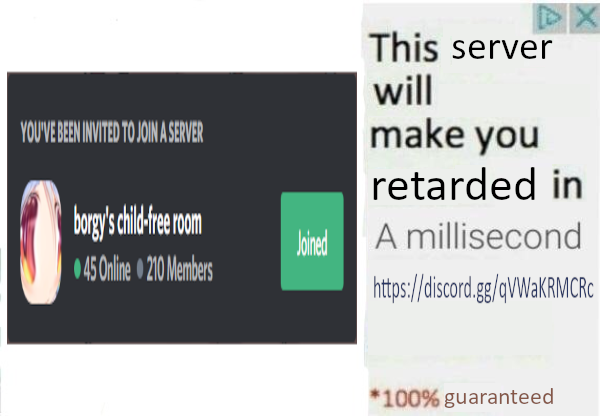 YOU'VE BEEN INVITED TO JOIN A SERVER
borgy's child-free room
45 Online 210 Members
Joined
This server
will
make you
retarded in
A millisecond
https://discord.gg/qVWaKRMCRc
*100% guaranteed